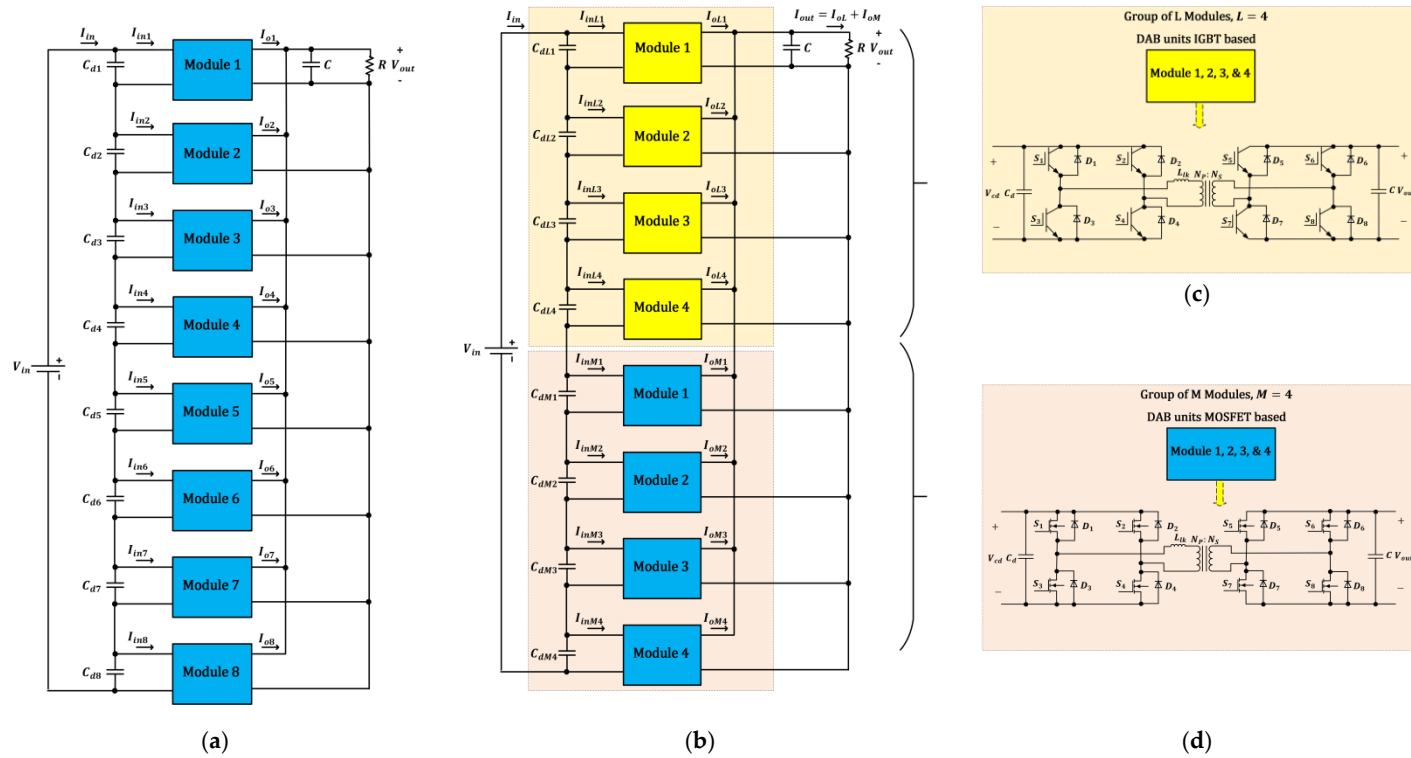 I_in I_in1 I_o1
C_d1 Module 1 C R V_out + -
I_in2 I_o2
C_d2 Module 2
I_in3 I_o3
C_d3 Module 3
I_in4 I_o4
C_d4 Module 4
V_in + -
I_in5 I_o5
C_d5 Module 5
I_in6 I_o6
C_d6 Module 6
I_in7 I_o7
C_d7 Module 7
I_in8 I_o8
C_d8 Module 8
(a)
I_in I_inL1 I_oL1 I_out = I_oL + I_oM
C_dL1 Module 1 C R V_out + -
I_inL2 I_oL2
C_dL2 Module 2
I_inL3 I_oL3
C_dL3 Module 3
I_inL4 I_oL4
C_dL4 Module 4
V_in + -
I_inM1 I_oM1
C_dM1 Module 1
I_inM2 I_oM2
C_dM2 Module 2
I_inM3 I_oM3
C_dM3 Module 3
I_inM4 I_oM4
C_dM4 Module 4
(b)
Group of L Modules, L = 4
DAB units IGBT based
Module 1, 2, 3, & 4
+ S_1 D_1 S_2 D_2 S_5 D_5 S_6 D_6 +
L_lk N_P: N_S
V_cd C_d C V_out
- S_3 D_3 S_4 D_4 S_7 D_7 S_8 D_8 -
(c)
Group of M Modules, M = 4
DAB units MOSFET based
Module 1, 2, 3, & 4
+ S_1 D_1 S_2 D_2 S_5 D_5 S_6 D_6 +
L_lk N_P: N_S
V_cd C_d C V_out
- S_3 D_3 S_4 D_4 S_7 D_7 S_8 D_8 -
(d)